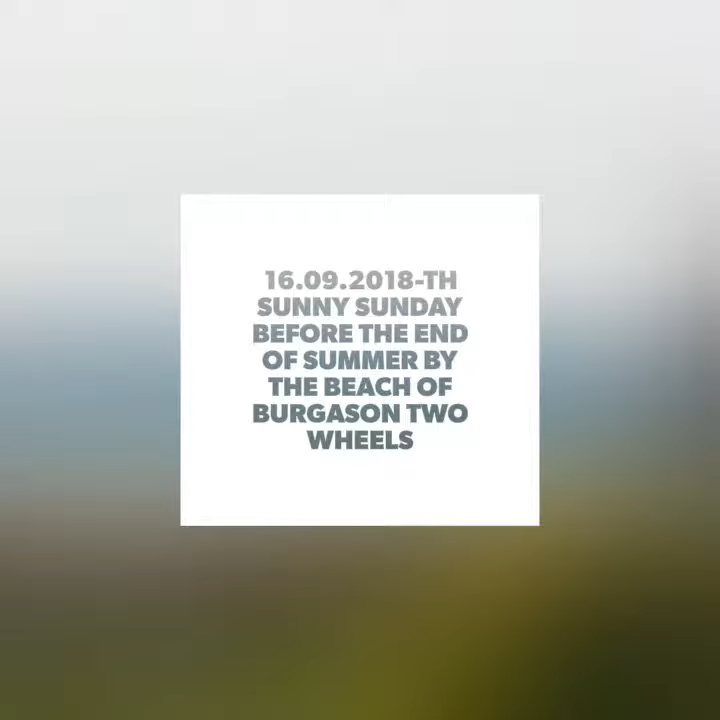 16.09.2018-TH
SUNNY SUNDAY
BEFORE THE END
OF SUMMER BY
THE BEACH OF
BURGASON TWO
WHEELS